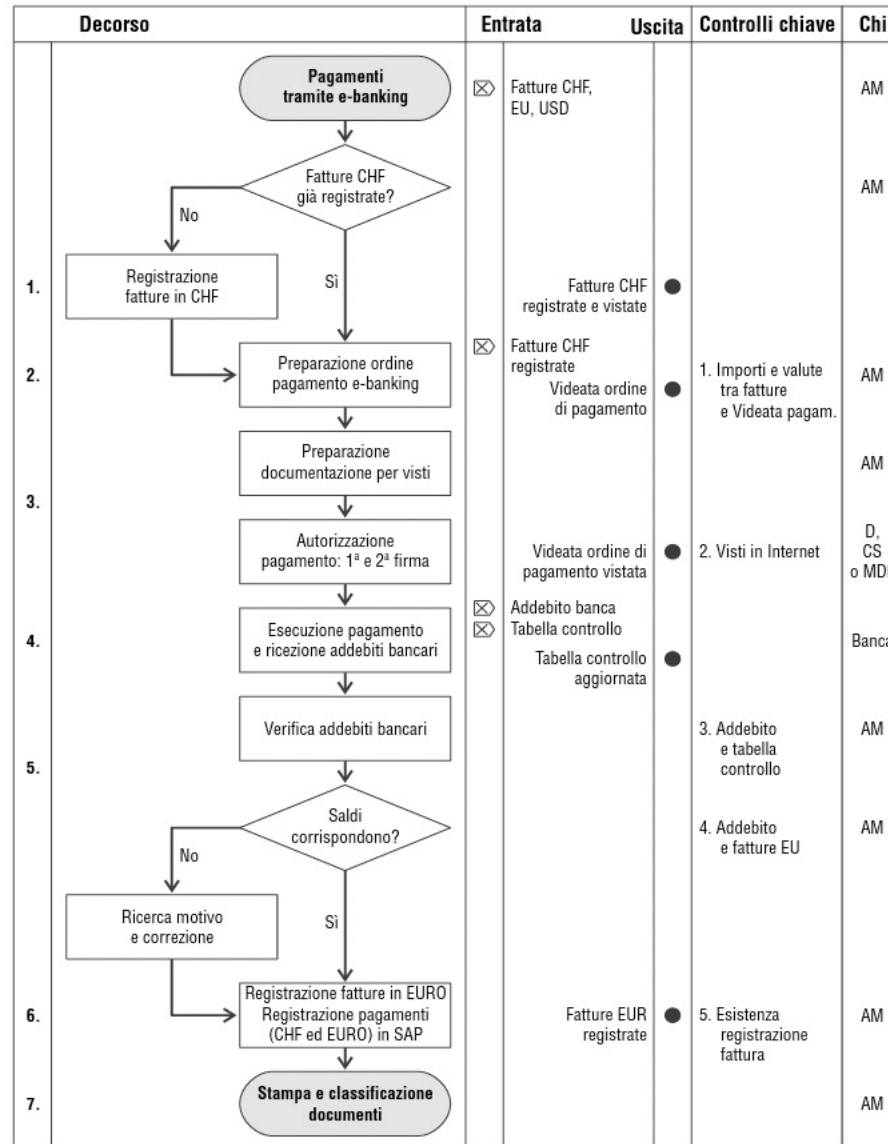 Decorso Entrata Uscita Controlli chiave Chi
Pagamenti
tramite e-banking
Fatture CHF,
EU, USD
AM
Fatture CHF
già registrate?
AM
No
Sì
1.
Registrazione
fatture in CHF
Fatture CHF
registrate e vistate
2.
Preparazione ordine
pagamento e-banking
Fatture CHF
registrate
Videata ordine
di pagamento
1. Importi e valute
tra fatture
e Videata pagam.
AM
Preparazione
documentazione per visti
AM
3.
Autorizzazione
pagamento: 1ª e 2ª firma
Videata ordine di
pagamento vistata
2. Visti in Internet
D,
CS
o MDI
4.
Esecuzione pagamento
e ricezione addebiti bancari
Addebito banca
Tabella controllo
Tabella controllo
aggiornata
Banca
Verifica addebiti bancari
3. Addebito
e tabella
controllo
AM
5.
Saldi
corrispondono?
4. Addebito
e fatture EU
AM
No
Sì
Ricerca motivo
e correzione
6.
Registrazione fatture in EURO
Registrazione pagamenti
(CHF ed EURO) in SAP
Fatture EUR
registrate
5. Esistenza
registrazione
fattura
AM
7.
Stampa e classificazione
documenti
AM